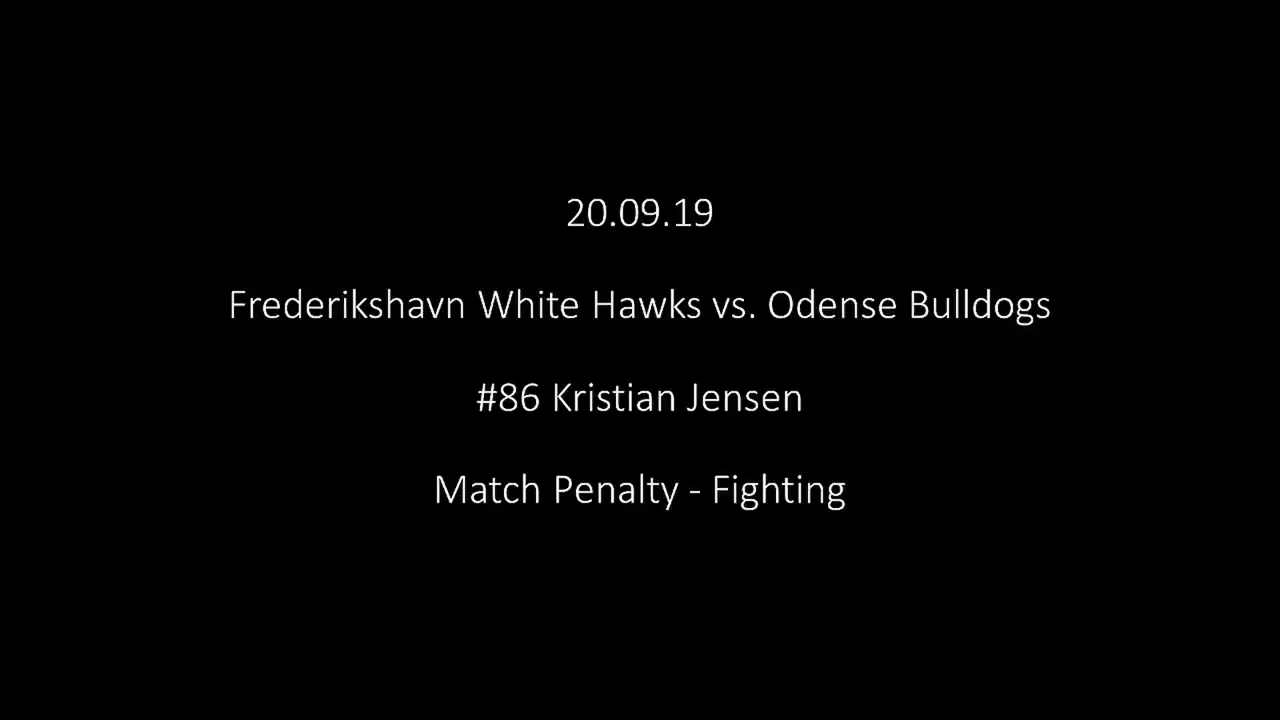 20.09.19
Frederikshavn White Hawks vs. Odense Bulldogs
#86 Kristian Jensen
Match Penalty - Fighting